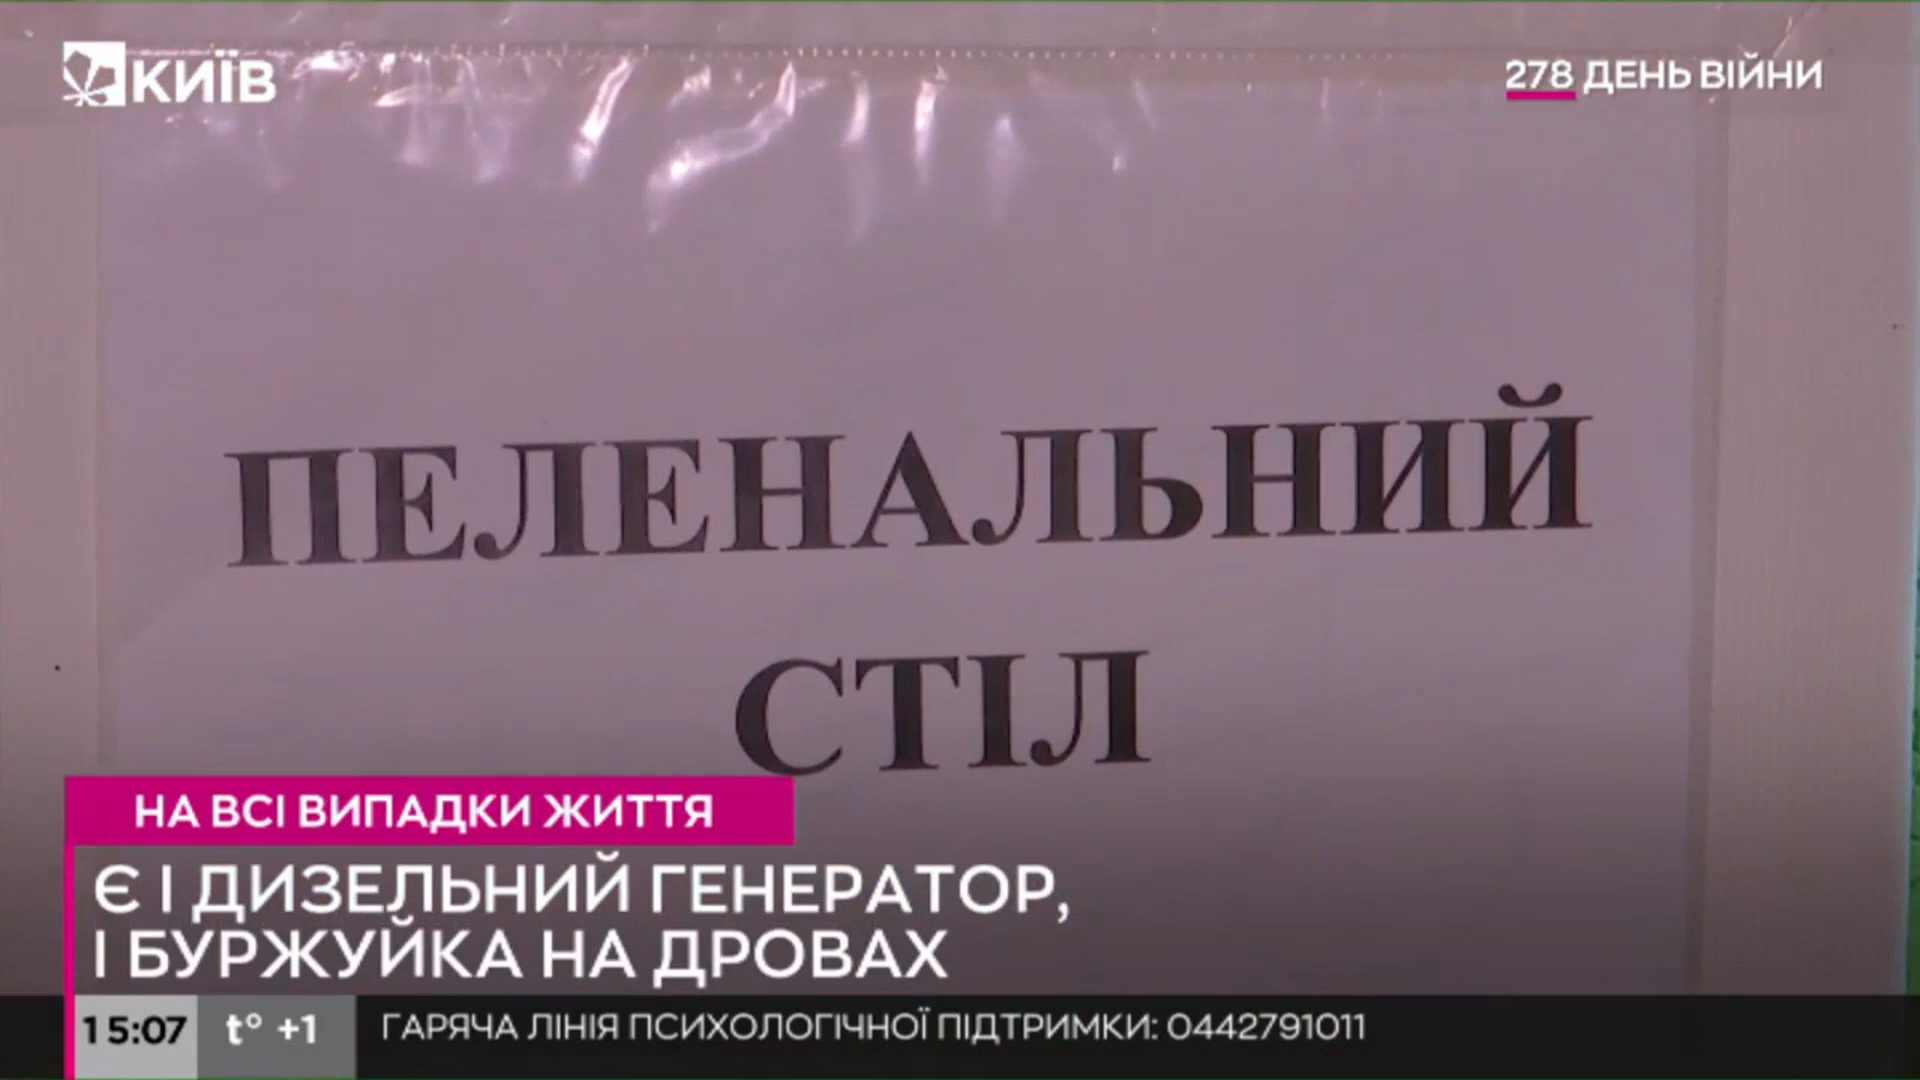 КИЇВ
278 ДЕНЬ ВІЙНИ
ПЕЛЕНАЛЬНИЙ
СТІЛ
НА ВСІ ВИПАДКИ ЖИТТЯ
Є І ДИЗЕЛЬНИЙ ГЕНЕРАТОР,
І БУРЖУЙКА НА ДРОВАХ
15:07 t° +1 ГАРЯЧА ЛІНІЯ ПСИХОЛОГІЧНОЇ ПІДТРИМКИ: 0442791011